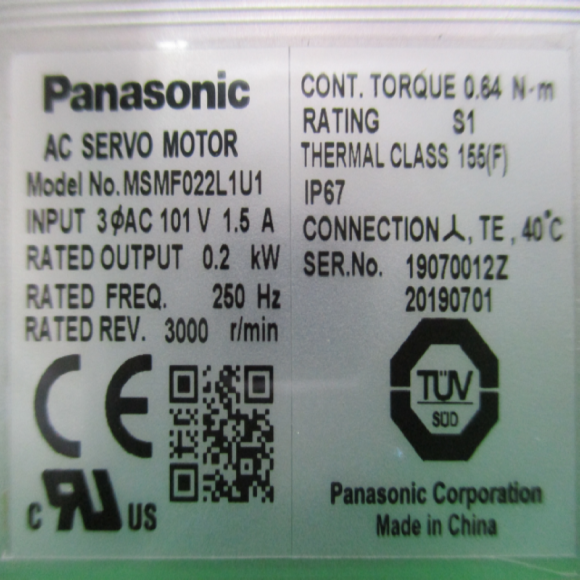 Panasonic
AC SERVO MOTOR
Model No. MSMF022L1U1
INPUT 3ϕAC 101 V 1.5 A
RATED OUTPUT 0.2 kW
RATED FREQ. 250 Hz
RATED REV. 3000 r/min
CE
C UR US
CONT. TORQUE 0.64 N·m
RATING S1
THERMAL CLASS 155(F)
IP67
CONNECTION⅄, TE, 40℃
SER.No. 19070012Z
20190701
TÜV
SÜD
Panasonic Corporation
Made in China